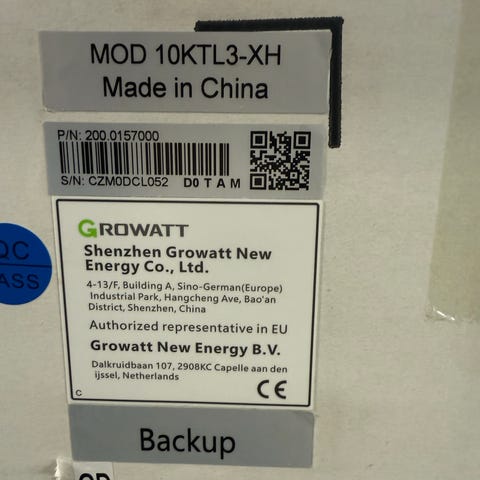 MOD 10KTL3-XH
Made in China
P/N: 200.0157000
S/N: CZM0DCL052 D0 T A M
GROWATT
Shenzhen Growatt New
Energy Co., Ltd.
4-13/F, Building A, Sino-German(Europe)
Industrial Park, Hangcheng Ave, Bao'an
District, Shenzhen, China
Authorized representative in EU
Growatt New Energy B.V.
Dalkruidbaan 107, 2908KC Capelle aan den
ijssel, Netherlands
C CE
Backup
QC
ASS